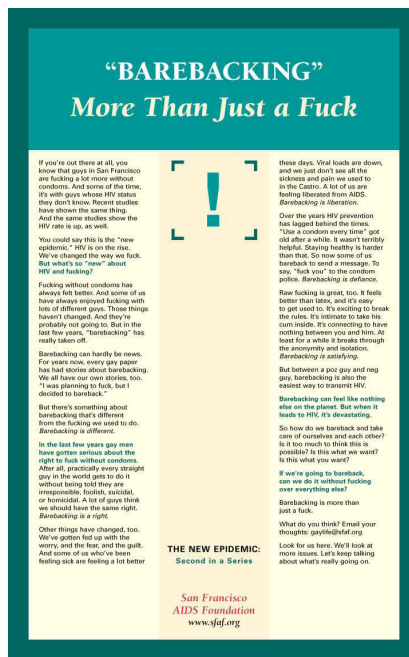 “BAREBACKING”
More Than Just a Fuck
If you're out there at all, you
know that guys in San Francisco
are fucking a lot more without
condoms. And some of the time,
it's with guys whose HIV status
they don't know. Recent studies
have shown the same thing.
And the same studies show the
HIV rate is up, as well.
You could say this is the “new
epidemic.” HIV is on the rise.
We've changed the way we fuck.
But what's so “new” about
HIV and fucking?
Fucking without condoms has
always felt better. And some of us
have always enjoyed fucking with
lots of different guys. Those things
haven't changed. And they're
probably not going to. But in the
last few years, “barebacking” has
really taken off.
Barebacking can hardly be news.
For years now, every gay paper
has had stories about barebacking.
We all have our own stories, too.
“I was planning to fuck, but I
decided to bareback.”
But there's something about
barebacking that's different
from the fucking we used to do.
Barebacking is different.
In the last few years gay men
have gotten serious about the
right to fuck without condoms.
After all, practically every straight
guy in the world gets to do it
without being told they are
irresponsible, foolish, suicidal,
or homicidal. A lot of guys think
we should have the same right.
Barebacking is a right.
Other things have changed, too.
We've gotten fed up with the
worry, and the fear, and the guilt.
And some of us who've been
feeling sick are feeling a lot better
!
THE NEW EPIDEMIC:
Second in a Series
San Francisco
AIDS Foundation
www.sfaf.org
these days. Viral loads are down,
and we just don't see all the
sickness and pain we used to
in the Castro. A lot of us are
feeling liberated from AIDS.
Barebacking is liberation.
Over the years HIV prevention
has lagged behind the times.
“Use a condom every time” got
old after a while. It wasn't terribly
helpful. Staying healthy is harder
than that. So now some of us
bareback to send a message. To
say, “fuck you” to the condom
police. Barebacking is defiance.
Raw fucking is great, too. It feels
better than latex, and it's easy
to get used to. It's exciting to break
the rules. It's intimate to take his
cum inside. It's connecting to have
nothing between you and him. At
least for a while it breaks through
the anonymity and isolation.
Barebacking is satisfying.
But between a poz guy and neg
guy, barebacking is also the
easiest way to transmit HIV.
Barebacking can feel like nothing
else on the planet. But when it
leads to HIV, it's devastating.
So how do we bareback and take
care of ourselves and each other?
Is it too much to think this is
possible? Is this what we want?
Is this what you want?
If we're going to bareback,
can we do it without fucking
over everything else?
Barebacking is more than
just a fuck.
What do you think? Email your
thoughts: gaylife@sfaf.org
Look for us here. We'll look at
more issues. Let's keep talking
about what's really going on.